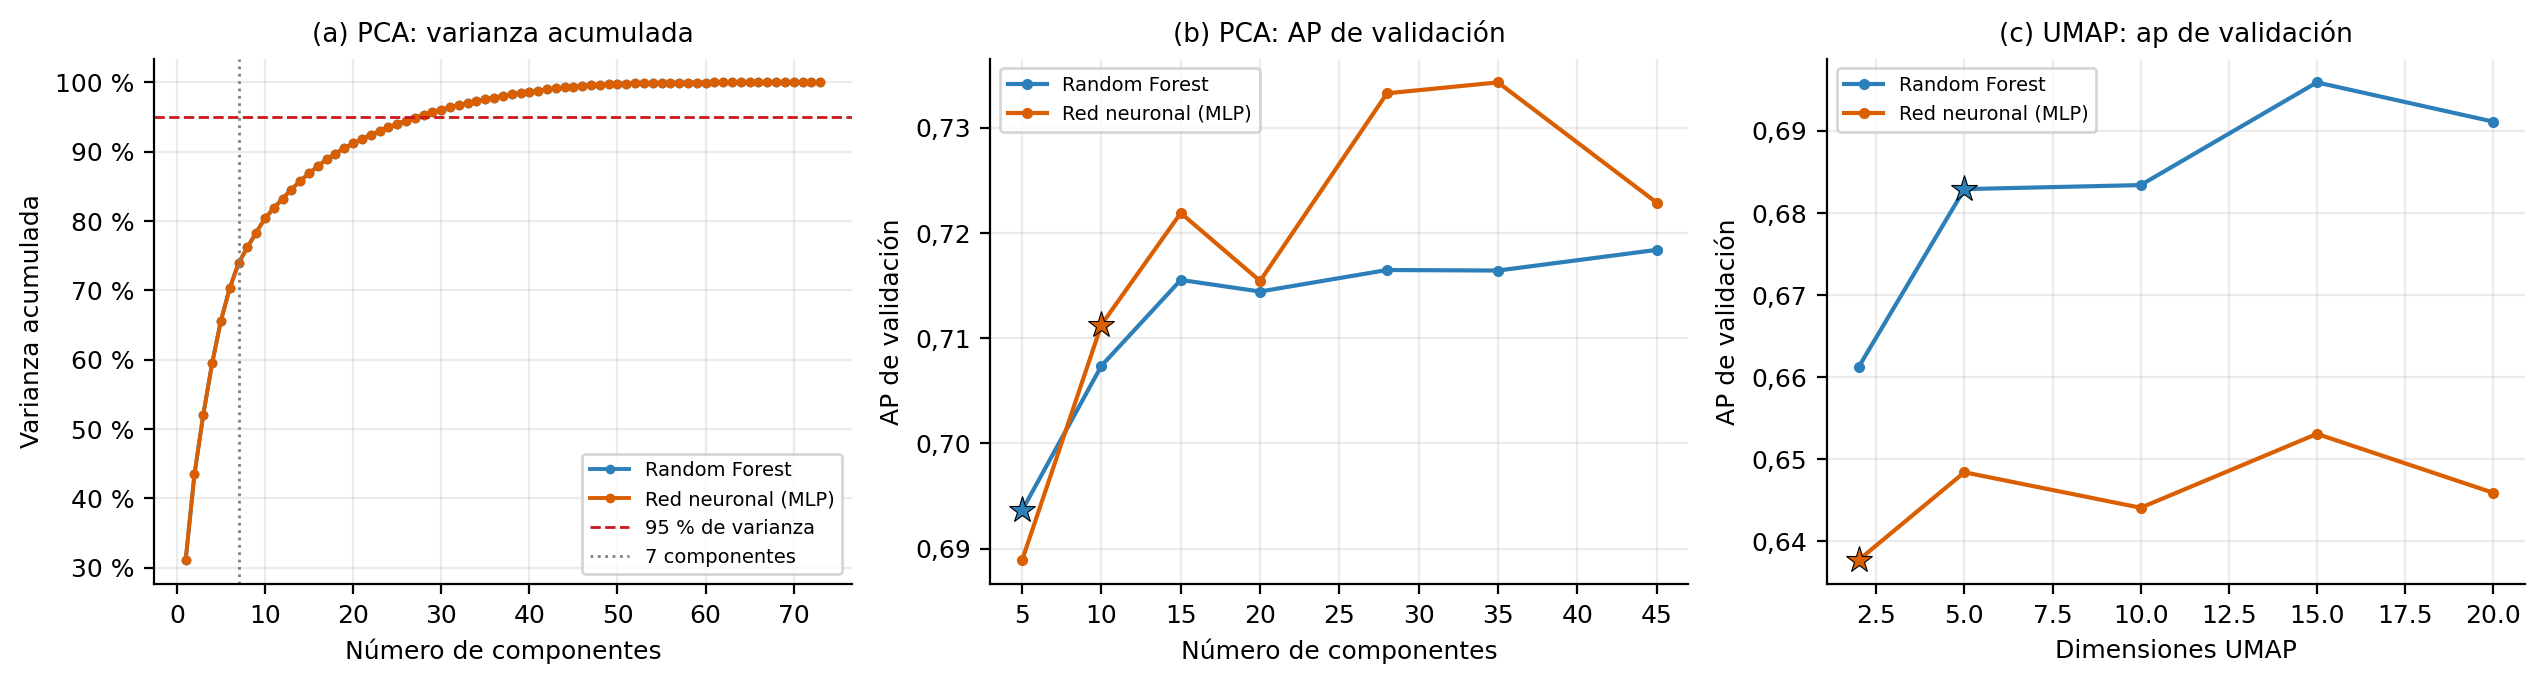 (a) PCA: varianza acumulada
Varianza acumulada
100 %
90 %
80 %
70 %
60 %
50 %
40 %
30 %
Random Forest
Red neuronal (MLP)
95 % de varianza
7 componentes
0 10 20 30 40 50 60 70
Número de componentes
(b) PCA: AP de validación
AP de validación
Random Forest
Red neuronal (MLP)
0,73
0,72
0,71
0,70
0,69
5 10 15 20 25 30 35 40 45
Número de componentes
(c) UMAP: ap de validación
AP de validación
Random Forest
Red neuronal (MLP)
0,69
0,68
0,67
0,66
0,65
0,64
2.5 5.0 7.5 10.0 12.5 15.0 17.5 20.0
Dimensiones UMAP